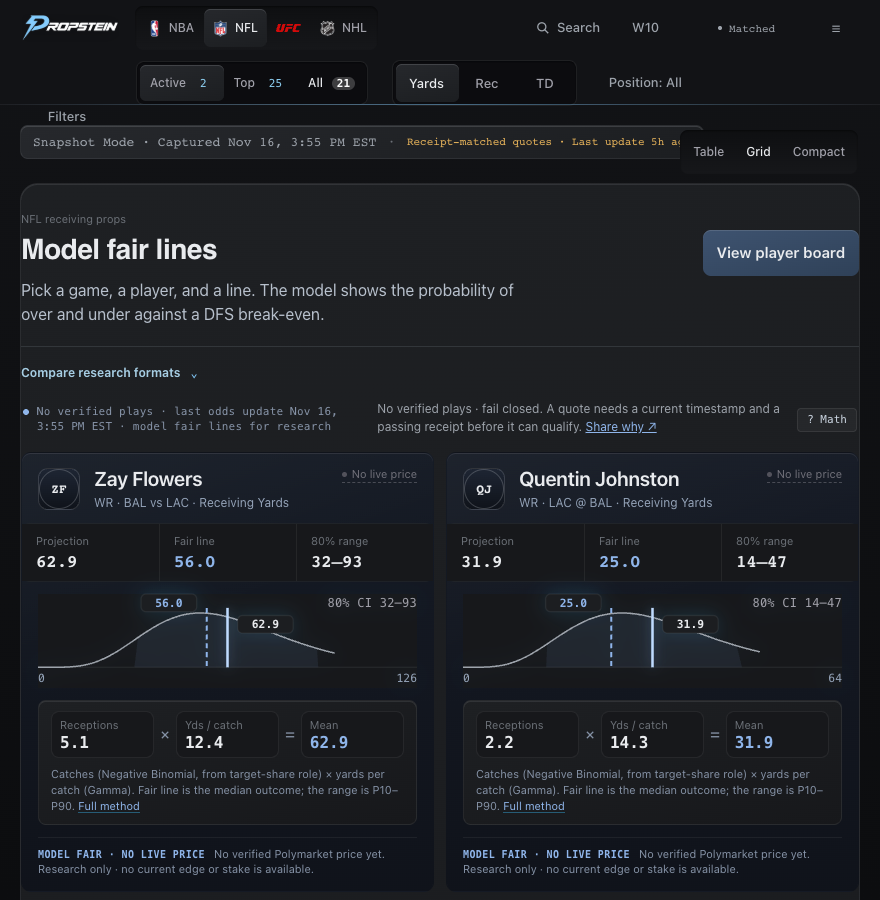 PROPSTEIN NBA NFL UFC NHL Search W10 • Matched ≡
Active 2 Top 25 All 21 Yards Rec TD Position: All
Filters
Snapshot Mode · Captured Nov 16, 3:55 PM EST · Receipt-matched quotes · Last update 5h
Table Grid Compact
NFL receiving props
Model fair lines
View player board
Pick a game, a player, and a line. The model shows the probability of
over and under against a DFS break-even.
Compare research formats ⌄
• No verified plays · last odds update Nov 16,
3:55 PM EST · model fair lines for research
No verified plays · fail closed. A quote needs a current timestamp and a
passing receipt before it can qualify. Share why ↗
? Math
ZF
Zay Flowers
• No live price
WR · BAL vs LAC · Receiving Yards
Projection Fair line 80% range
62.9 56.0 32–93
56.0 80% CI 32–93
62.9
0 126
Receptions Yds / catch Mean
5.1 × 12.4 = 62.9
Catches (Negative Binomial, from target-share role) × yards per
catch (Gamma). Fair line is the median outcome; the range is P10–
P90. Full method
MODEL FAIR · NO LIVE PRICE No verified Polymarket price yet.
Research only · no current edge or stake is available.
QJ
Quentin Johnston
• No live price
WR · LAC @ BAL · Receiving Yards
Projection Fair line 80% range
31.9 25.0 14–47
25.0 80% CI 14–47
31.9
0 64
Receptions Yds / catch Mean
2.2 × 14.3 = 31.9
Catches (Negative Binomial, from target-share role) × yards per
catch (Gamma). Fair line is the median outcome; the range is P10–
P90. Full method
MODEL FAIR · NO LIVE PRICE No verified Polymarket price yet.
Research only · no current edge or stake is available.